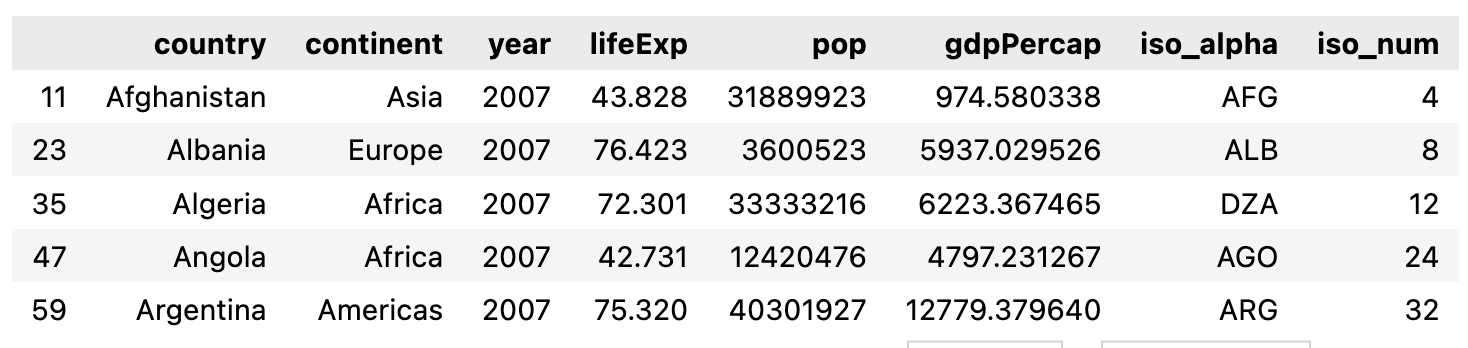 country continent year lifeExp pop gdpPercap iso_alpha iso_num
11 Afghanistan Asia 2007 43.828 31889923 974.580338 AFG 4
23 Albania Europe 2007 76.423 3600523 5937.029526 ALB 8
35 Algeria Africa 2007 72.301 33333216 6223.367465 DZA 12
47 Angola Africa 2007 42.731 12420476 4797.231267 AGO 24
59 Argentina Americas 2007 75.320 40301927 12779.379640 ARG 32